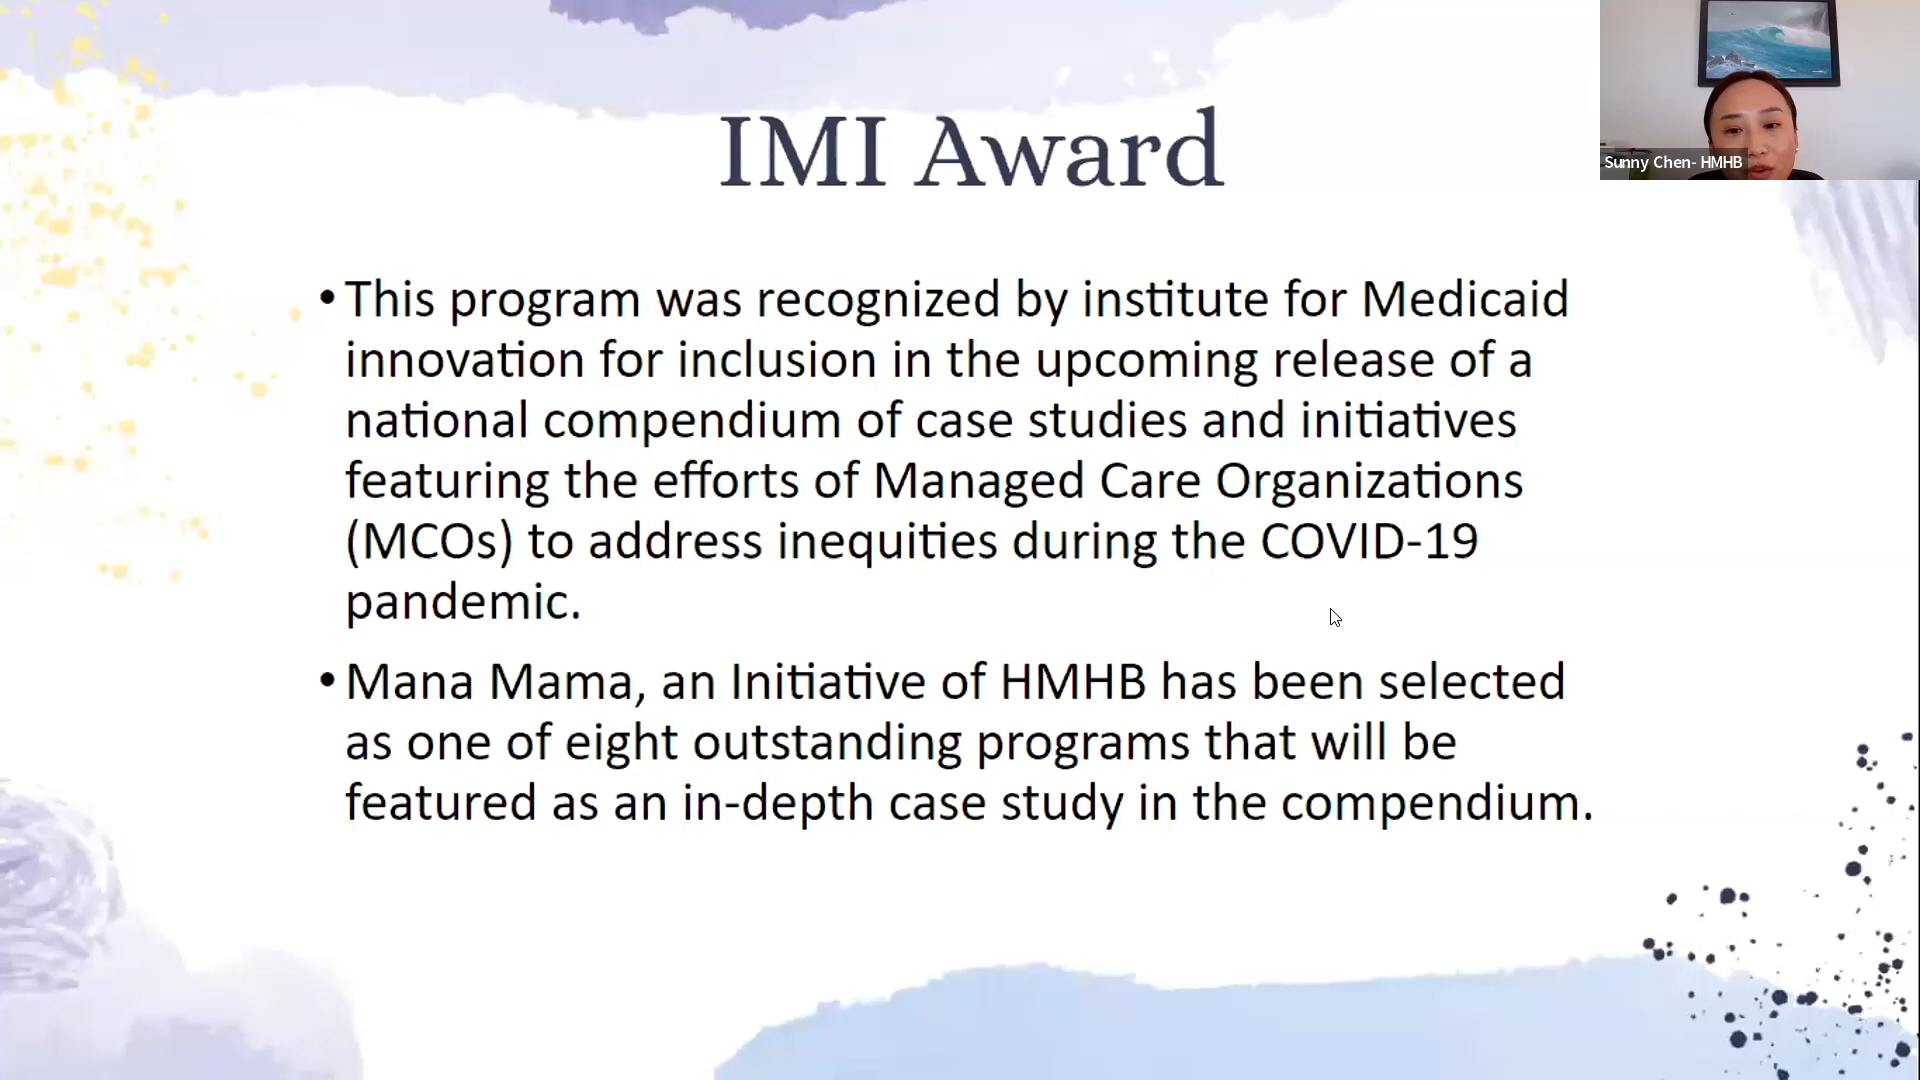 IMI Award
Sunny Chen- HMHB
• This program was recognized by institute for Medicaid
innovation for inclusion in the upcoming release of a
national compendium of case studies and initiatives
featuring the efforts of Managed Care Organizations
(MCOs) to address inequities during the COVID-19
pandemic.
• Mana Mama, an Initiative of HMHB has been selected
as one of eight outstanding programs that will be
featured as an in-depth case study in the compendium.